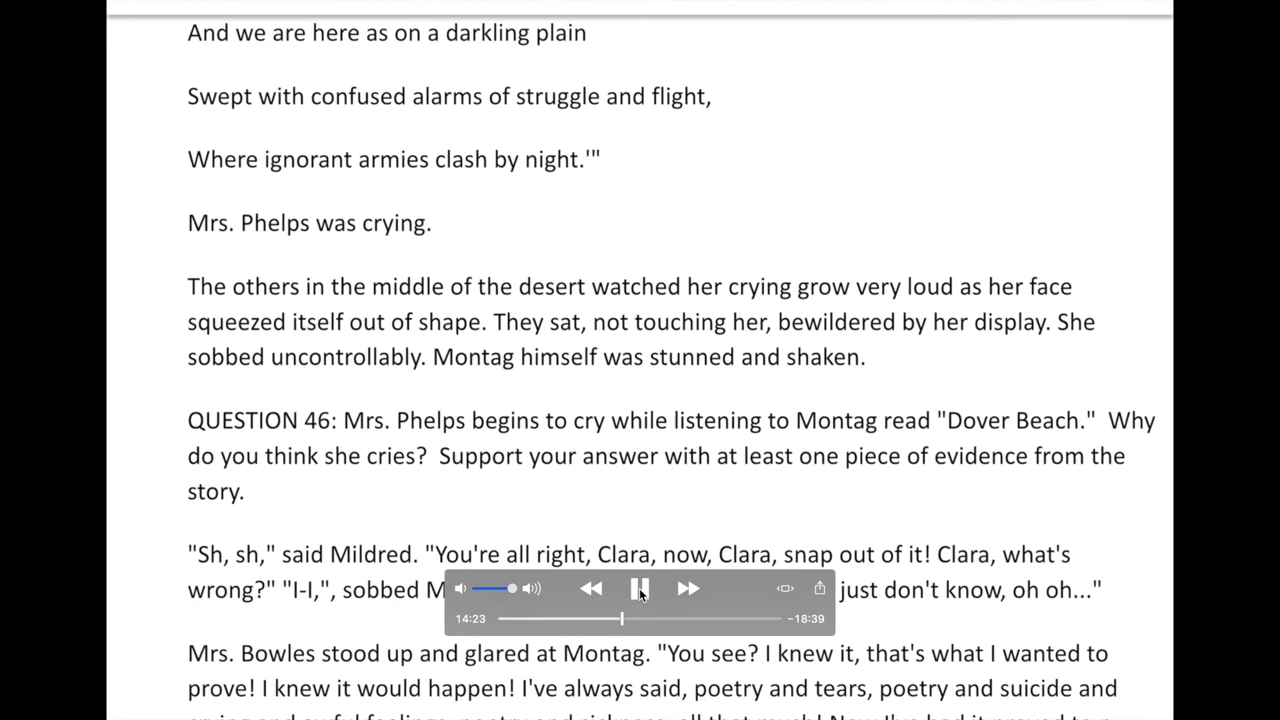 And we are here as on a darkling plain
Swept with confused alarms of struggle and flight,
Where ignorant armies clash by night.'"
Mrs. Phelps was crying.
The others in the middle of the desert watched her crying grow very loud as her face
squeezed itself out of shape. They sat, not touching her, bewildered by her display. She
sobbed uncontrollably. Montag himself was stunned and shaken.
QUESTION 46: Mrs. Phelps begins to cry while listening to Montag read "Dover Beach."  Why
do you think she cries?  Support your answer with at least one piece of evidence from the
story.
"Sh, sh," said Mildred. "You're all right, Clara, now, Clara, snap out of it! Clara, what's
wrong?" "I-I,", sobbed just don't know, oh oh..."
14:23 -18:39
Mrs. Bowles stood up and glared at Montag. "You see? I knew it, that's what I wanted to
prove! I knew it would happen! I've always said, poetry and tears, poetry and suicide and